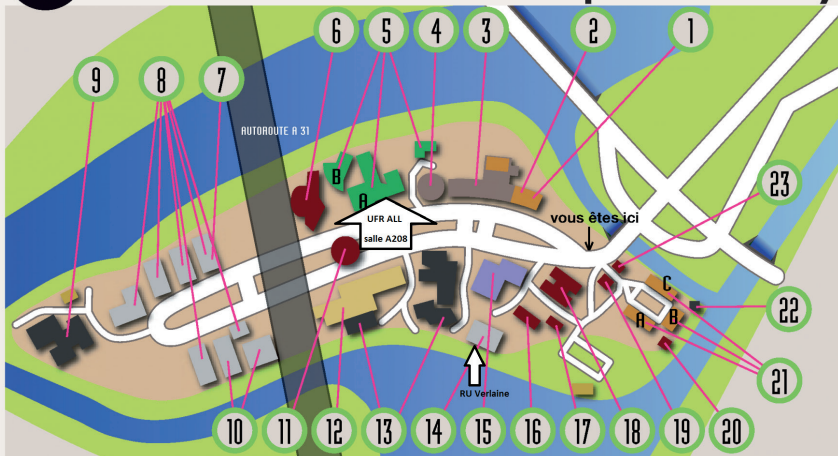 6 5 4 3 2 1
9 8 7
AUTOROUTE A 31
B
A
23
UFR ALL
salle A208
vous êtes ici
C
A B
22
21
RU Verlaine
10 11 12 13 14 15 16 17 18 19 20